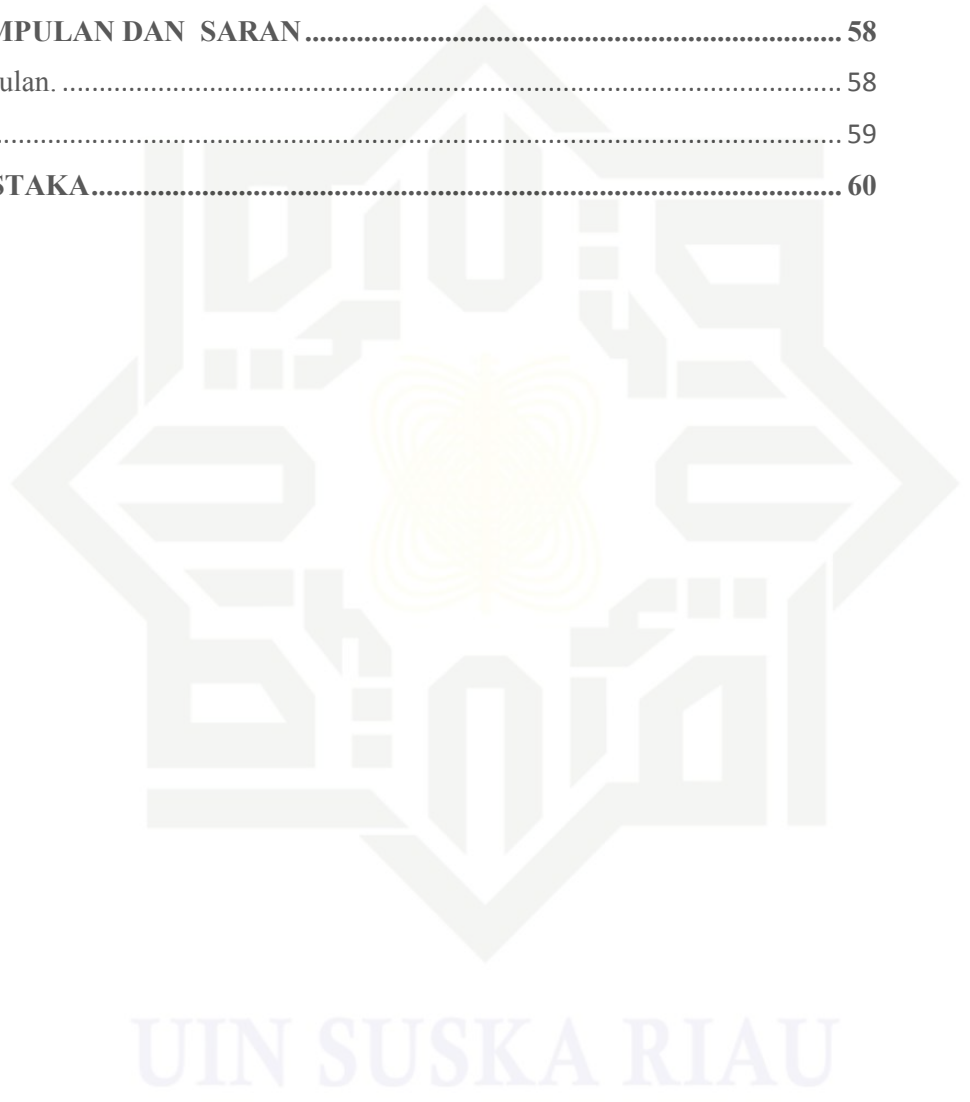 MPULAN DAN SARAN........................................................................ 58
ulan. ......................................................................................................... 58
................................................................................................................. 59
STAKA..................................................................................................... 60
UIN SUSKA RIAU